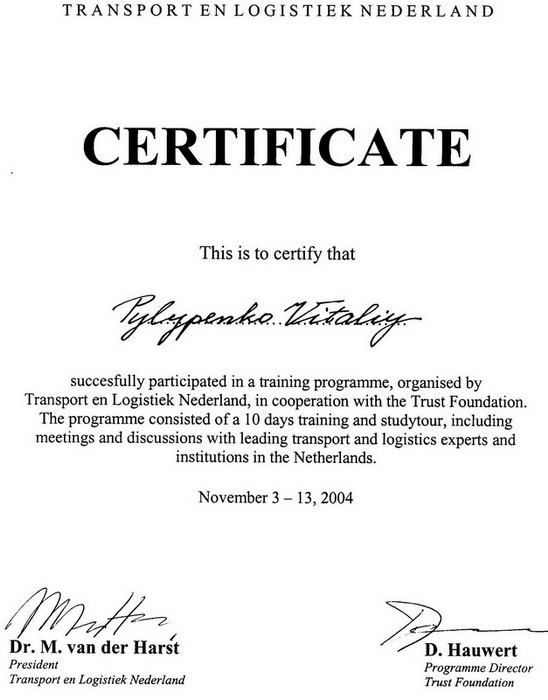 TRANSPORT EN LOGISTIEK NEDERLAND
CERTIFICATE
This is to certify that
Pylypenko Vitaliy
succesfully participated in a training programme, organised by
Transport en Logistiek Nederland, in cooperation with the Trust Foundation.
The programme consisted of a 10 days training and studytour, including
meetings and discussions with leading transport and logistics experts and
institutions in the Netherlands.
November 3 – 13, 2004
Dr. M. van der Harst
President
Transport en Logistiek Nederland
D. Hauwert
Programme Director
Trust Foundation